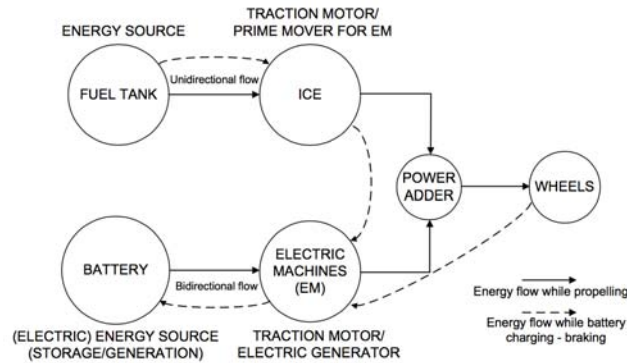 ENERGY SOURCE
TRACTION MOTOR/
PRIME MOVER FOR EM
FUEL TANK
Unidirectional flow
ICE
POWER
ADDER
WHEELS
BATTERY
Bidirectional flow
ELECTRIC
MACHINES
(EM)
Energy flow while propelling
Energy flow while battery
charging - braking
(ELECTRIC) ENERGY SOURCE
(STORAGE/GENERATION)
TRACTION MOTOR/
ELECTRIC GENERATOR